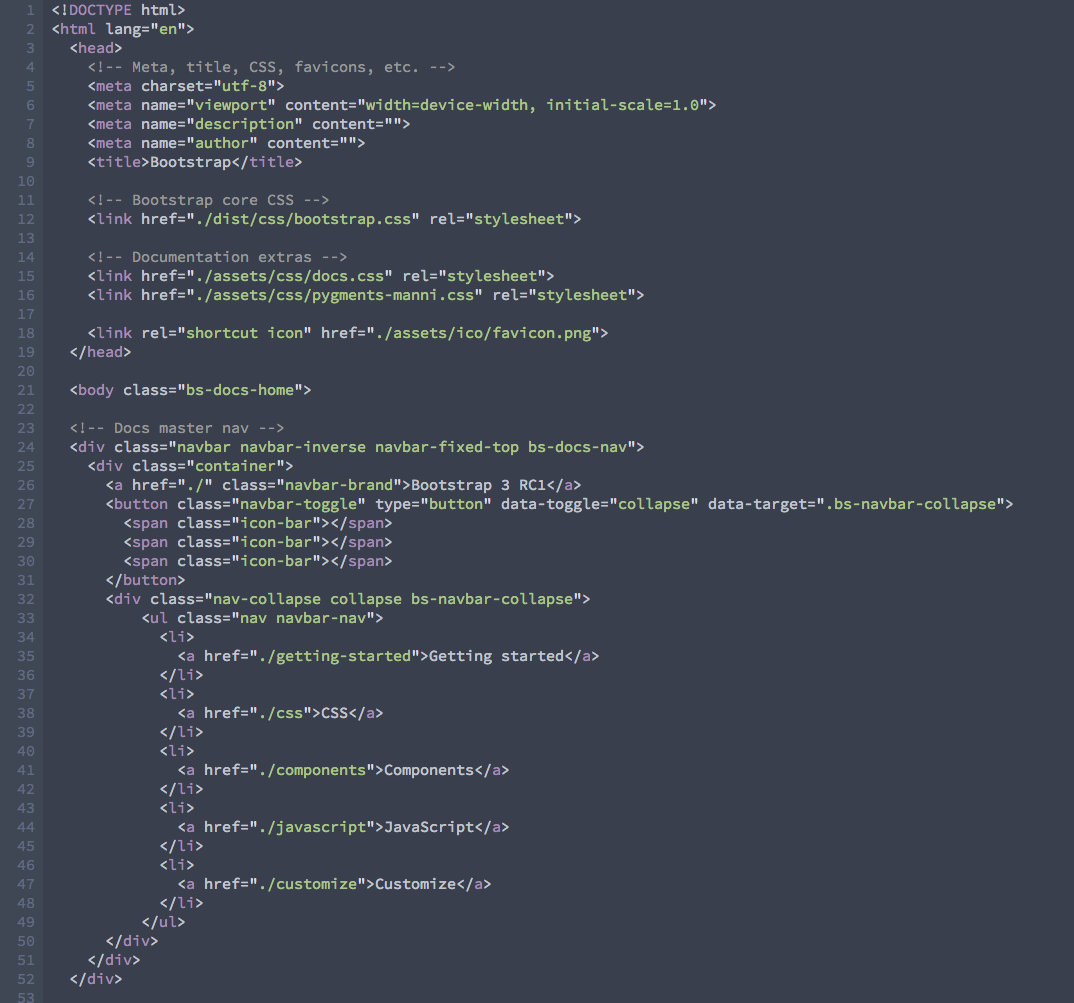 1 <!DOCTYPE html>
2 <html lang="en">
3   <head>
4     <!-- Meta, title, CSS, favicons, etc. -->
5     <meta charset="utf-8">
6     <meta name="viewport" content="width=device-width, initial-scale=1.0">
7     <meta name="description" content="">
8     <meta name="author" content="">
9     <title>Bootstrap</title>
10
11     <!-- Bootstrap core CSS -->
12     <link href="./dist/css/bootstrap.css" rel="stylesheet">
13
14     <!-- Documentation extras -->
15     <link href="./assets/css/docs.css" rel="stylesheet">
16     <link href="./assets/css/pygments-manni.css" rel="stylesheet">
17
18     <link rel="shortcut icon" href="./assets/ico/favicon.png">
19   </head>
20
21   <body class="bs-docs-home">
22
23   <!-- Docs master nav -->
24   <div class="navbar navbar-inverse navbar-fixed-top bs-docs-nav">
25     <div class="container">
26       <a href="./" class="navbar-brand">Bootstrap 3 RC1</a>
27       <button class="navbar-toggle" type="button" data-toggle="collapse" data-target=".bs-navbar-collapse">
28         <span class="icon-bar"></span>
29         <span class="icon-bar"></span>
30         <span class="icon-bar"></span>
31       </button>
32       <div class="nav-collapse collapse bs-navbar-collapse">
33           <ul class="nav navbar-nav">
34             <li>
35               <a href="./getting-started">Getting started</a>
36             </li>
37             <li>
38               <a href="./css">CSS</a>
39             </li>
40             <li>
41               <a href="./components">Components</a>
42             </li>
43             <li>
44               <a href="./javascript">JavaScript</a>
45             </li>
46             <li>
47               <a href="./customize">Customize</a>
48             </li>
49           </ul>
50       </div>
51     </div>
52   </div>
53